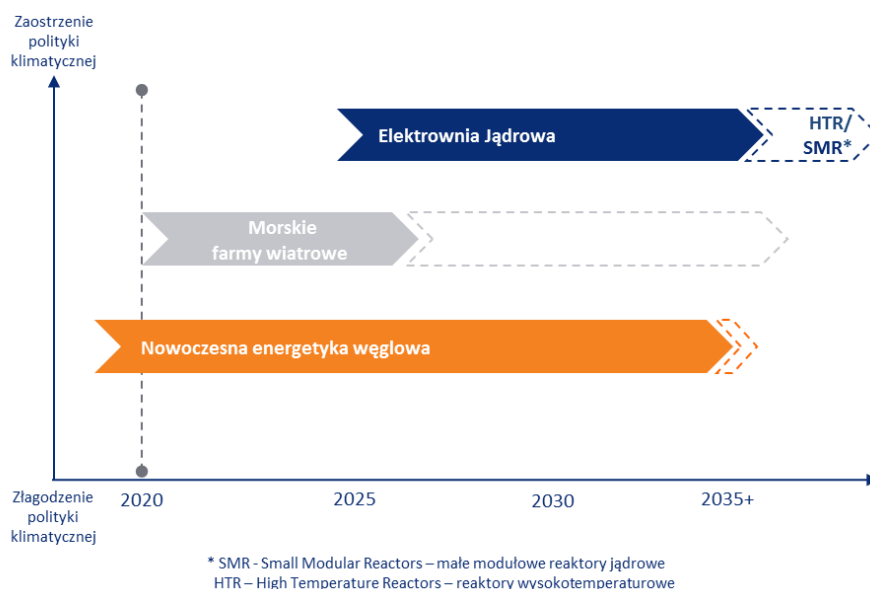 Zaostrzenie
polityki
klimatycznej
Elektrownia Jądrowa
HTR/
SMR*
Morskie
farmy wiatrowe
Nowoczesna energetyka węglowa
Złagodzenie
polityki
klimatycznej
2020
2025
2030
2035+
* SMR - Small Modular Reactors – małe modułowe reaktory jądrowe
HTR – High Temperature Reactors – reaktory wysokotemperaturowe